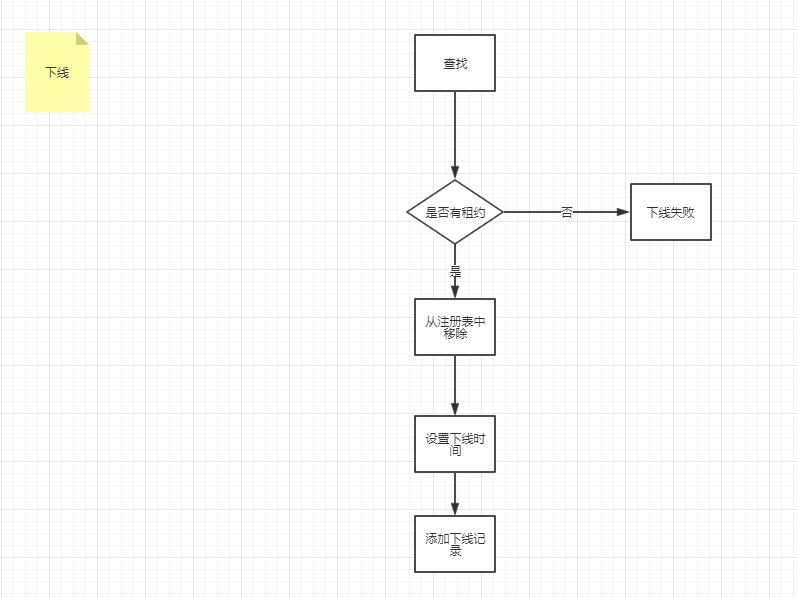 下线
查找
是否有租约
否
下线失败
是
从注册表中
移除
设置下线时
间
添加下线记
录